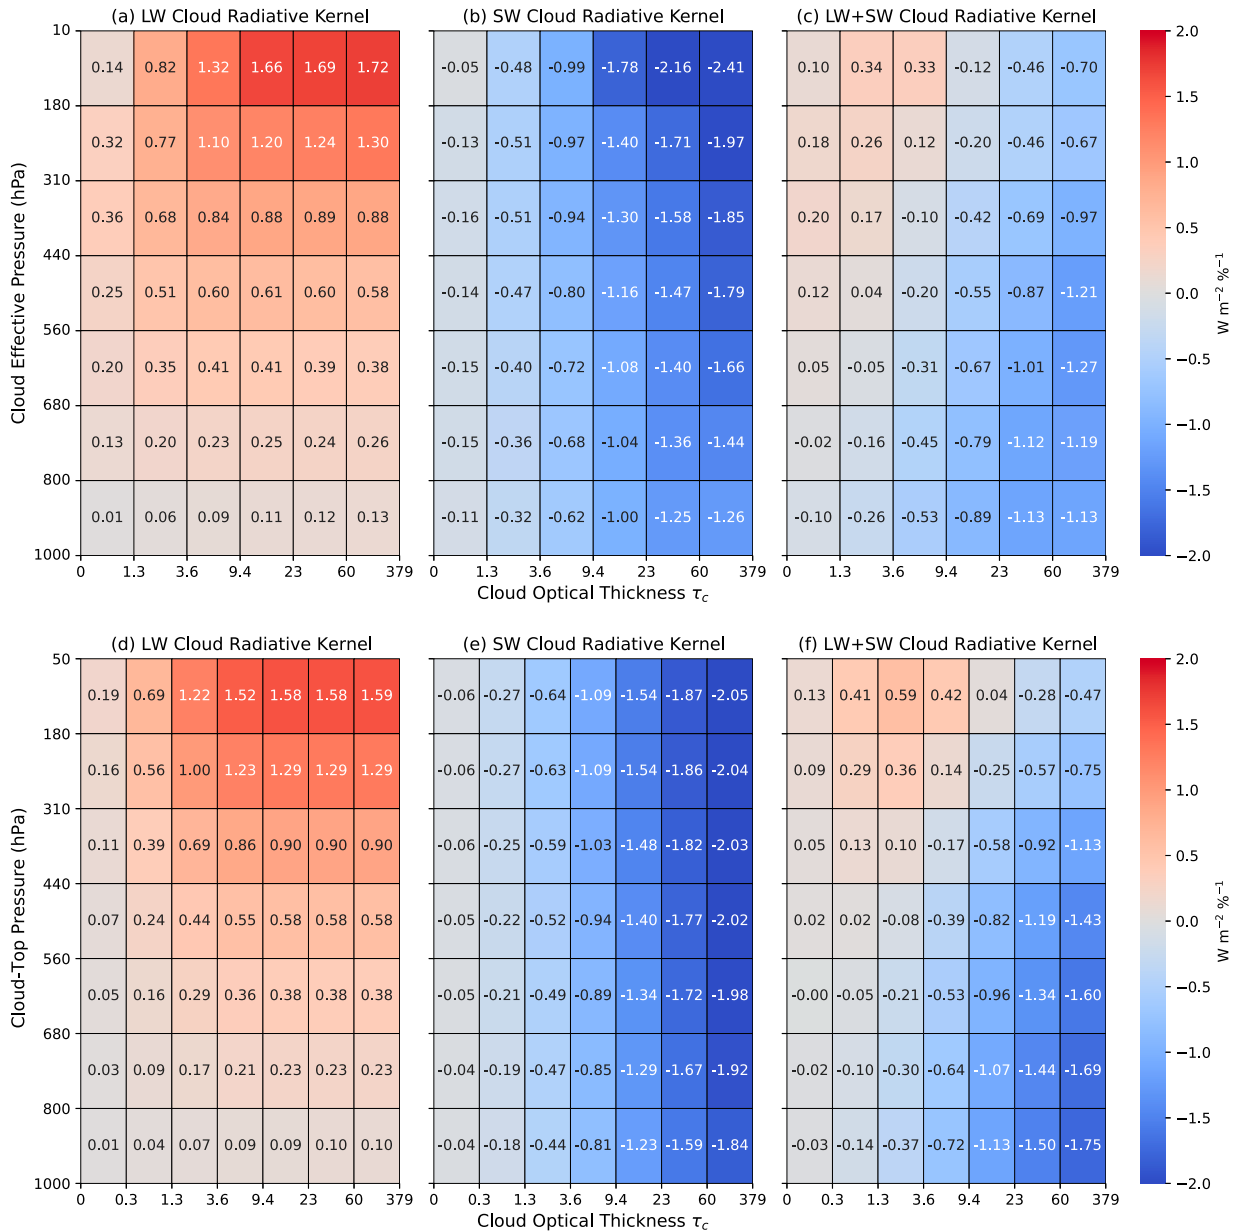 (a) LW Cloud Radiative Kernel (b) SW Cloud Radiative Kernel (c) LW+SW Cloud Radiative Kernel
10 2.0
0.14 0.82 1.32 1.66 1.69 1.72 -0.05 -0.48 -0.99 -1.78 -2.16 -2.41 0.10 0.34 0.33 -0.12 -0.46 -0.70
1.5
180
0.32 0.77 1.10 1.20 1.24 1.30 -0.13 -0.51 -0.97 -1.40 -1.71 -1.97 0.18 0.26 0.12 -0.20 -0.46 -0.67
1.0
310
0.36 0.68 0.84 0.88 0.89 0.88 -0.16 -0.51 -0.94 -1.30 -1.58 -1.85 0.20 0.17 -0.10 -0.42 -0.69 -0.97
0.5
440
0.25 0.51 0.60 0.61 0.60 0.58 -0.14 -0.47 -0.80 -1.16 -1.47 -1.79 0.12 0.04 -0.20 -0.55 -0.87 -1.21
0.0
560
0.20 0.35 0.41 0.41 0.39 0.38 -0.15 -0.40 -0.72 -1.08 -1.40 -1.66 0.05 -0.05 -0.31 -0.67 -1.01 -1.27
−0.5
680
0.13 0.20 0.23 0.25 0.24 0.26 -0.15 -0.36 -0.68 -1.04 -1.36 -1.44 -0.02 -0.16 -0.45 -0.79 -1.12 -1.19
−1.0
800
0.01 0.06 0.09 0.11 0.12 0.13 -0.11 -0.32 -0.62 -1.00 -1.25 -1.26 -0.10 -0.26 -0.53 -0.89 -1.13 -1.13
−1.5
1000 −2.0
0 1.3 3.6 9.4 23 60 379 0 1.3 3.6 9.4 23 60 379 0 1.3 3.6 9.4 23 60 379
Cloud Effective Pressure (hPa)
Cloud Optical Thickness τc
W m−2 %−1
(d) LW Cloud Radiative Kernel (e) SW Cloud Radiative Kernel (f) LW+SW Cloud Radiative Kernel
50 2.0
0.19 0.69 1.22 1.52 1.58 1.58 1.59 -0.06 -0.27 -0.64 -1.09 -1.54 -1.87 -2.05 0.13 0.41 0.59 0.42 0.04 -0.28 -0.47
1.5
180
0.16 0.56 1.00 1.23 1.29 1.29 1.29 -0.06 -0.27 -0.63 -1.09 -1.54 -1.86 -2.04 0.09 0.29 0.36 0.14 -0.25 -0.57 -0.75
1.0
310
0.11 0.39 0.69 0.86 0.90 0.90 0.90 -0.06 -0.25 -0.59 -1.03 -1.48 -1.82 -2.03 0.05 0.13 0.10 -0.17 -0.58 -0.92 -1.13
0.5
440
0.07 0.24 0.44 0.55 0.58 0.58 0.58 -0.05 -0.22 -0.52 -0.94 -1.40 -1.77 -2.02 0.02 0.02 -0.08 -0.39 -0.82 -1.19 -1.43
0.0
560
0.05 0.16 0.29 0.36 0.38 0.38 0.38 -0.05 -0.21 -0.49 -0.89 -1.34 -1.72 -1.98 -0.00 -0.05 -0.21 -0.53 -0.96 -1.34 -1.60
−0.5
680
0.03 0.09 0.17 0.21 0.23 0.23 0.23 -0.04 -0.19 -0.47 -0.85 -1.29 -1.67 -1.92 -0.02 -0.10 -0.30 -0.64 -1.07 -1.44 -1.69
−1.0
800
0.01 0.04 0.07 0.09 0.09 0.10 0.10 -0.04 -0.18 -0.44 -0.81 -1.23 -1.59 -1.84 -0.03 -0.14 -0.37 -0.72 -1.13 -1.50 -1.75
−1.5
1000 −2.0
0 0.3 1.3 3.6 9.4 23 60 379 0 0.3 1.3 3.6 9.4 23 60 379 0 0.3 1.3 3.6 9.4 23 60 379
Cloud-Top Pressure (hPa)
Cloud Optical Thickness τc
W m−2 %−1